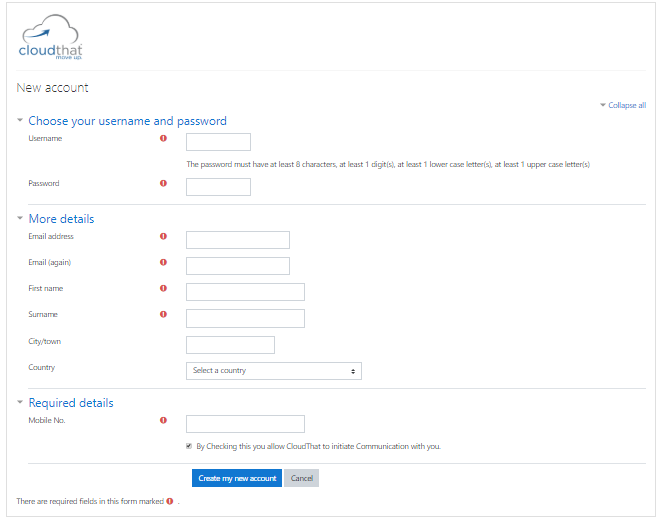 cloudthat
move up
New account
Collapse all
Choose your username and password
Username
The password must have at least 8 characters, at least 1 digit(s), at least 1 lower case letter(s), at least 1 upper case letter(s)
Password
More details
Email address
Email (again)
First name
Surname
City/town
Country
Select a country
Required details
Mobile No.
By Checking this you allow CloudThat to initiate Communication with you.
Create my new account Cancel
There are required fields in this form marked .